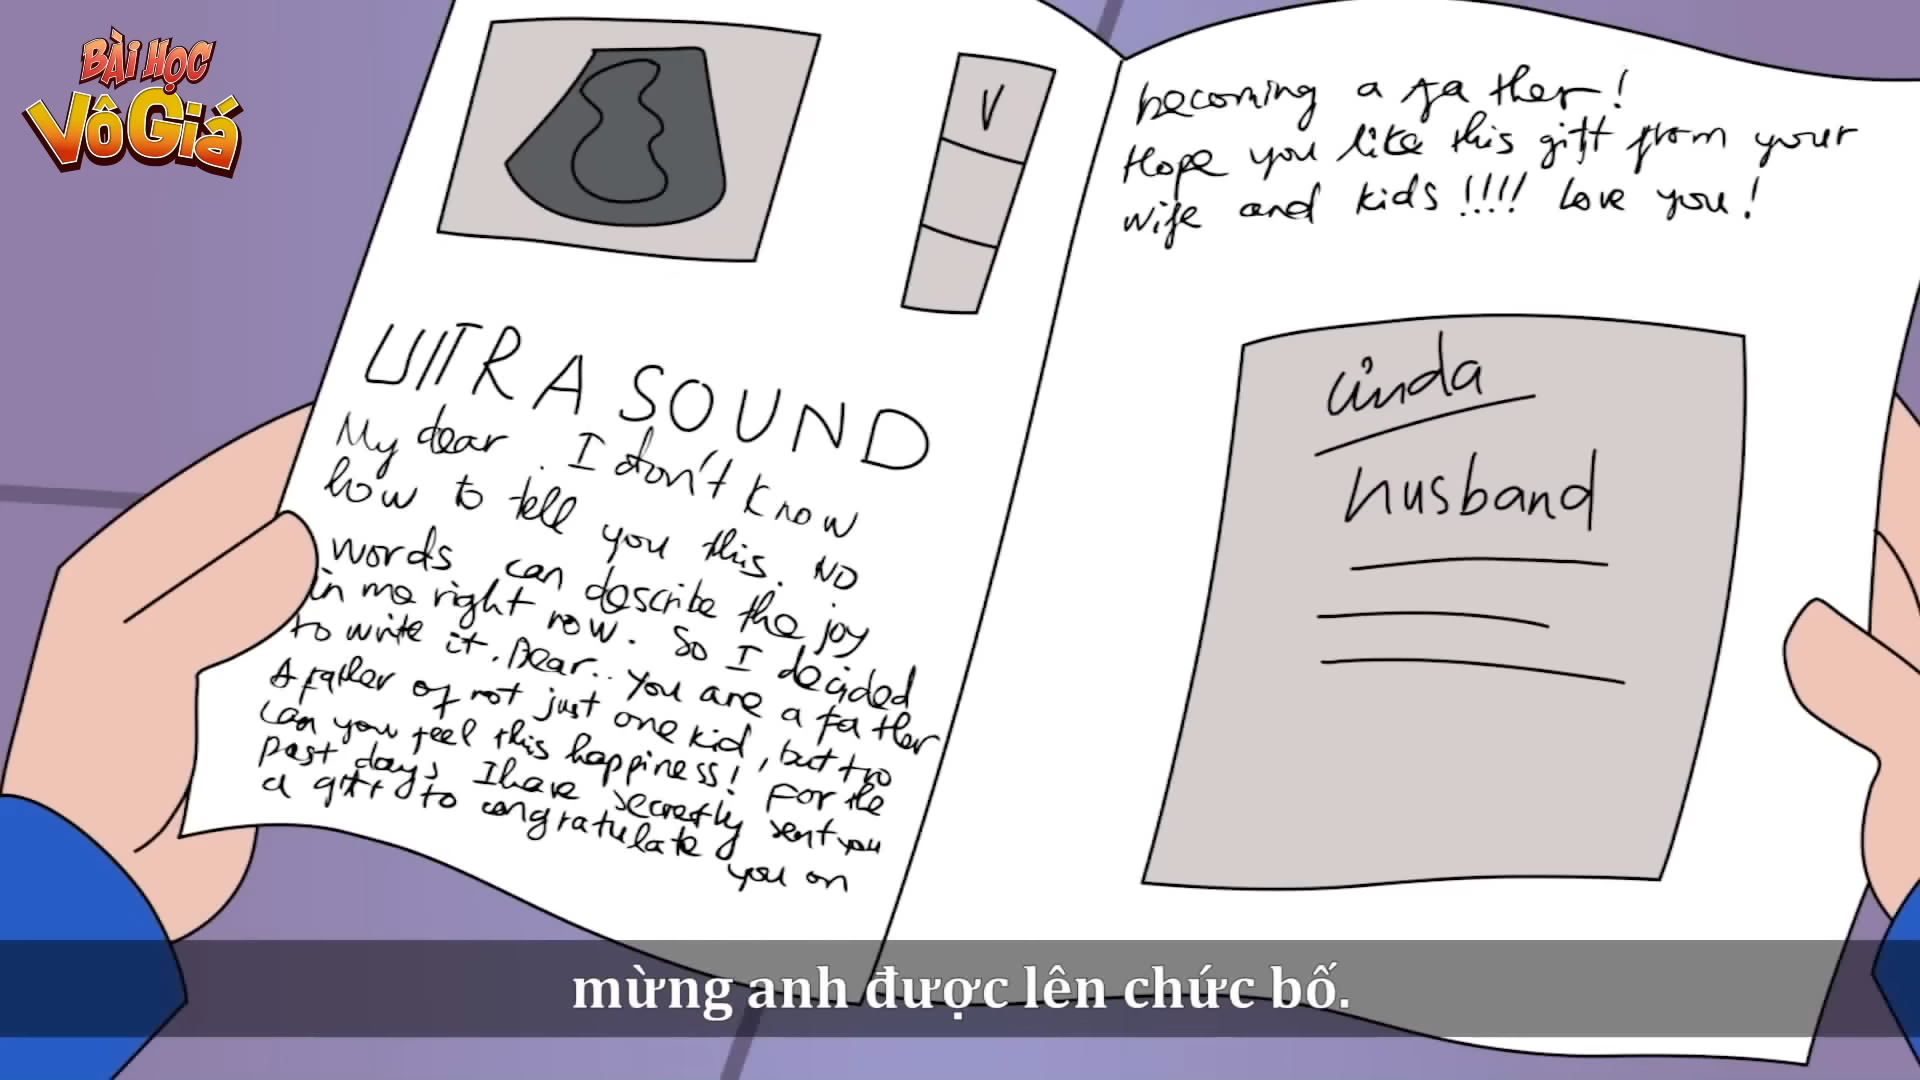 BÀI HỌC
VÔ GIÁ
V
ULTRA SOUND
My dear. I don't know
how to tell you this. NO
words can describe the joy
in me right now. So I decided
to write it. Dear.. You are a father
A father of not just one kid, but two
can you feel this happiness! For the
past days I have secretly sent you
a gift to congratulate you on
becoming a father!
Hope you like this gift from your
wife and kids!!!! Love you!
husband
mừng anh được lên chức bố.